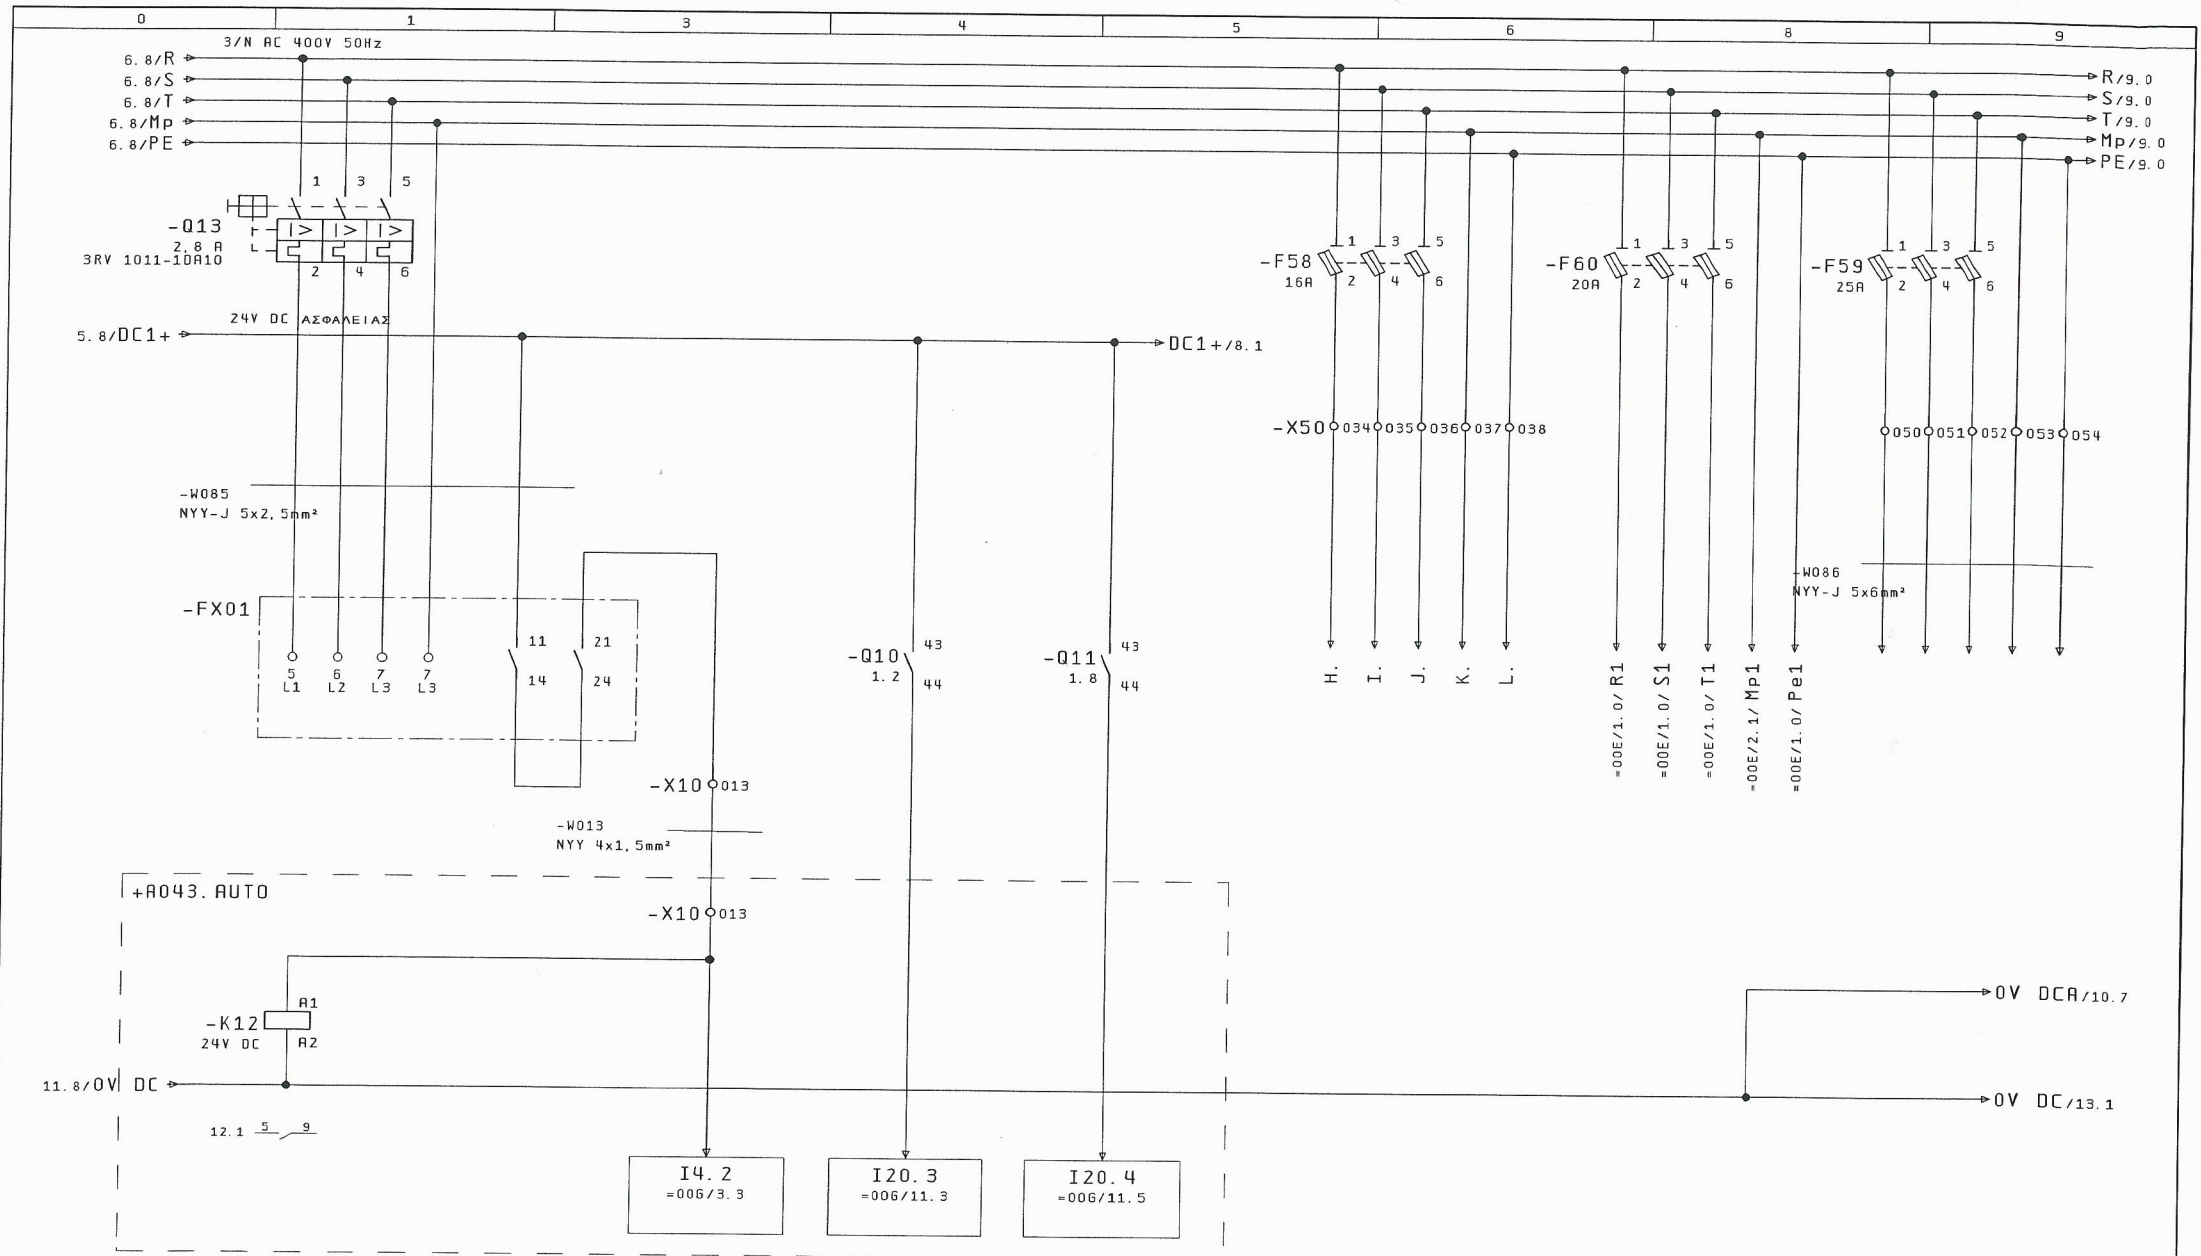 0 1 3 4 5 6 8 9
3/N AC 400V 50Hz
6.8/R
6.8/S
6.8/T
6.8/Mp
6.8/PE
R/9.0
S/9.0
T/9.0
Mp/9.0
PE/9.0
1 3 5
-Q13
2,8 A
3RV 1011-1DA10
I> I> I>
2 4 6
-F58
16A
1 3 5
2 4 6
-F60
20A
1 3 5
2 4 6
-F59
25A
1 3 5
2 4 6
24V DC ΑΣΦΑΛΕΙΑΣ
5.8/DC1+
DC1+/8.1
-X50 034 035 036 037 038
050 051 052 053 054
-W085
NYY-J 5x2,5mm²
-W086
NYY-J 5x6mm²
-FX01
5 6 7 7
L1 L2 L3 L3
11 21
14 24
-Q10
1.2
43
44
-Q11
1.8
43
44
H.
I.
J.
K.
L.
=00E/1.0/R1
=00E/1.0/S1
=00E/1.0/T1
=00E/2.1/Mp1
=00E/1.0/Pe1
-X10 013
-W013
NYY 4x1,5mm²
+A043.AUTO
-X10 013
-K12
24V DC
A1
A2
0V DCA/10.7
11.8/0V DC
0V DC/13.1
12.1 5 9
I4.2
=00G/3.3
I20.3
=00G/11.3
I20.4
=00G/11.5